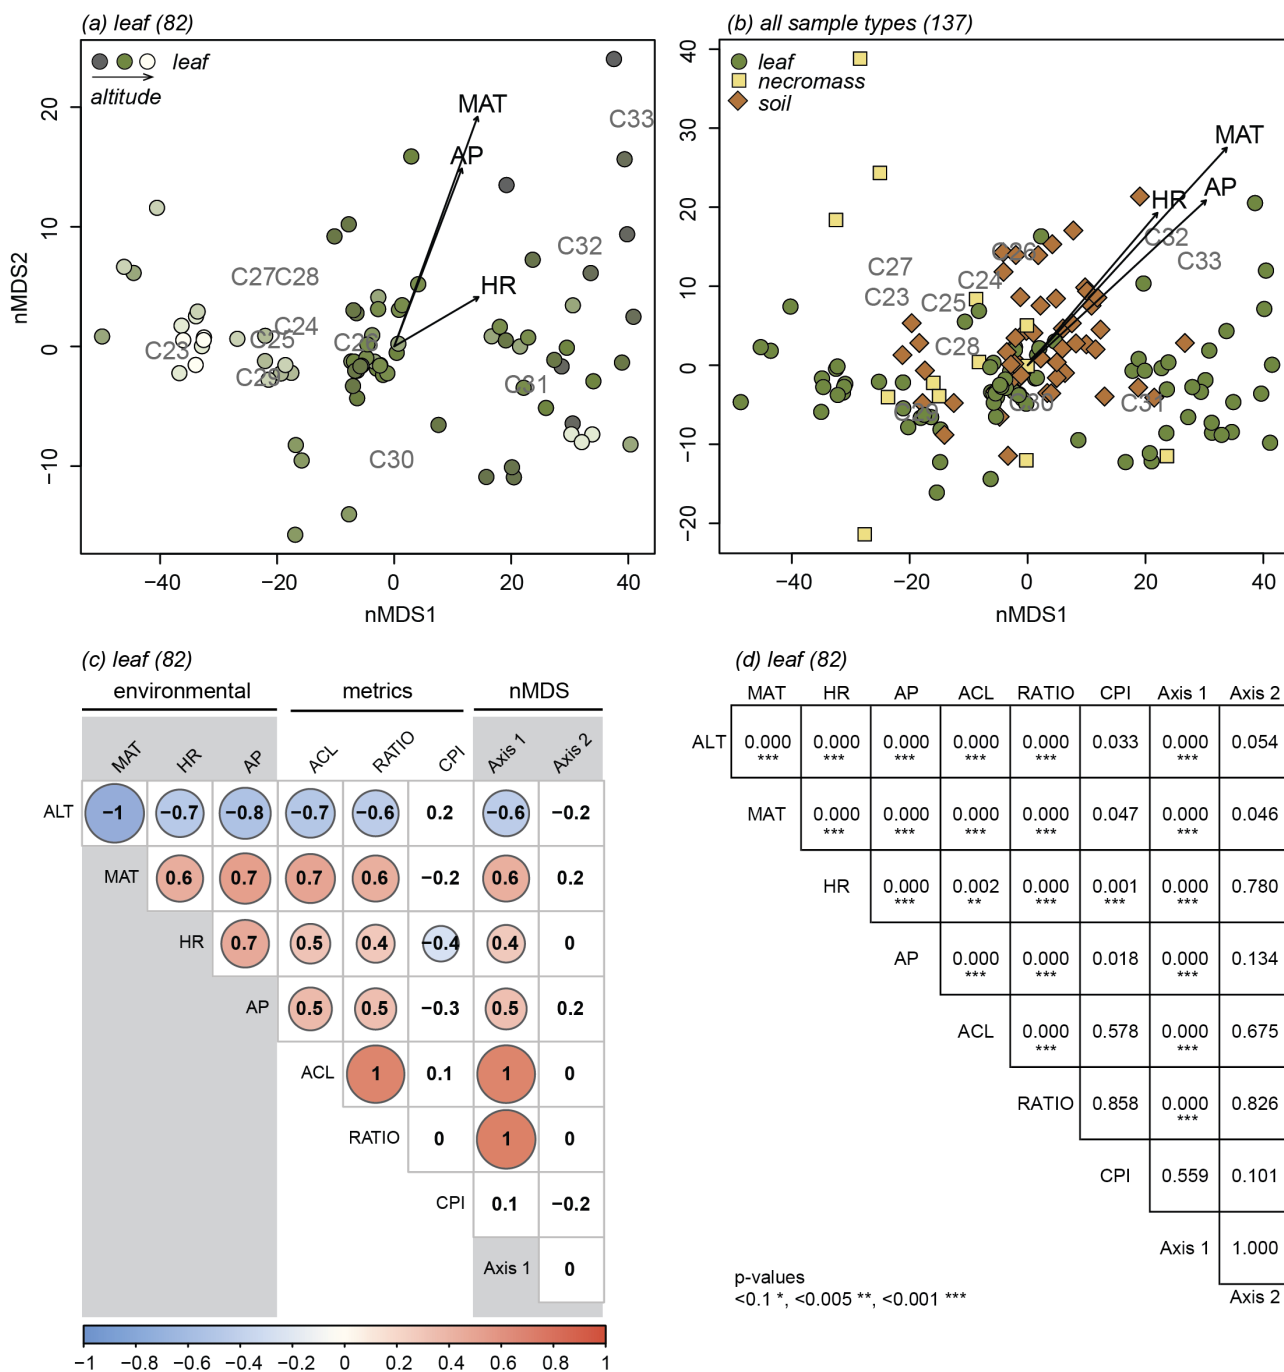 (a) leaf (82)
leaf
altitude
MAT
AP
HR
C33
C32
C27 C28
C24
C23
C25
C26
C29
C31
C30
20
10
0
−10
nMDS2
−40
−20
0
20
40
nMDS1
(b) all sample types (137)
leaf
necromass
soil
MAT
HR
AP
C26
C32
C27
C33
C24
C23
C25
C28
C29
C30
C31
40
30
20
10
0
−10
−20
−40
−20
0
20
40
nMDS1
(c) leaf (82)
environmental metrics nMDS
MAT HR AP ACL RATIO CPI Axis 1 Axis 2
ALT −1 −0.7 −0.8 −0.7 −0.6 0.2 −0.6 −0.2
MAT 0.6 0.7 0.7 0.6 −0.2 0.6 0.2
HR 0.7 0.5 0.4 −0.4 0.4 0
AP 0.5 0.5 −0.3 0.5 0.2
ACL 1 0.1 1 0
RATIO 0 1 0
CPI 0.1 −0.2
Axis 1 0
−1 −0.8 −0.6 −0.4 −0.2 0 0.2 0.4 0.6 0.8 1
(d) leaf (82)
MAT HR AP ACL RATIO CPI Axis 1 Axis 2
ALT 0.000 0.000 0.000 0.000 0.000 0.033 0.000 0.054
*** *** *** *** *** ***
MAT 0.000 0.000 0.000 0.000 0.047 0.000 0.046
*** *** *** *** ***
HR 0.000 0.002 0.000 0.001 0.000 0.780
*** ** *** *** ***
AP 0.000 0.000 0.018 0.000 0.134
*** *** ***
ACL 0.000 0.578 0.000 0.675
*** ***
RATIO 0.858 0.000 0.826
***
CPI 0.559 0.101
Axis 1 1.000
Axis 2
p-values
<0.1 *, <0.005 **, <0.001 ***